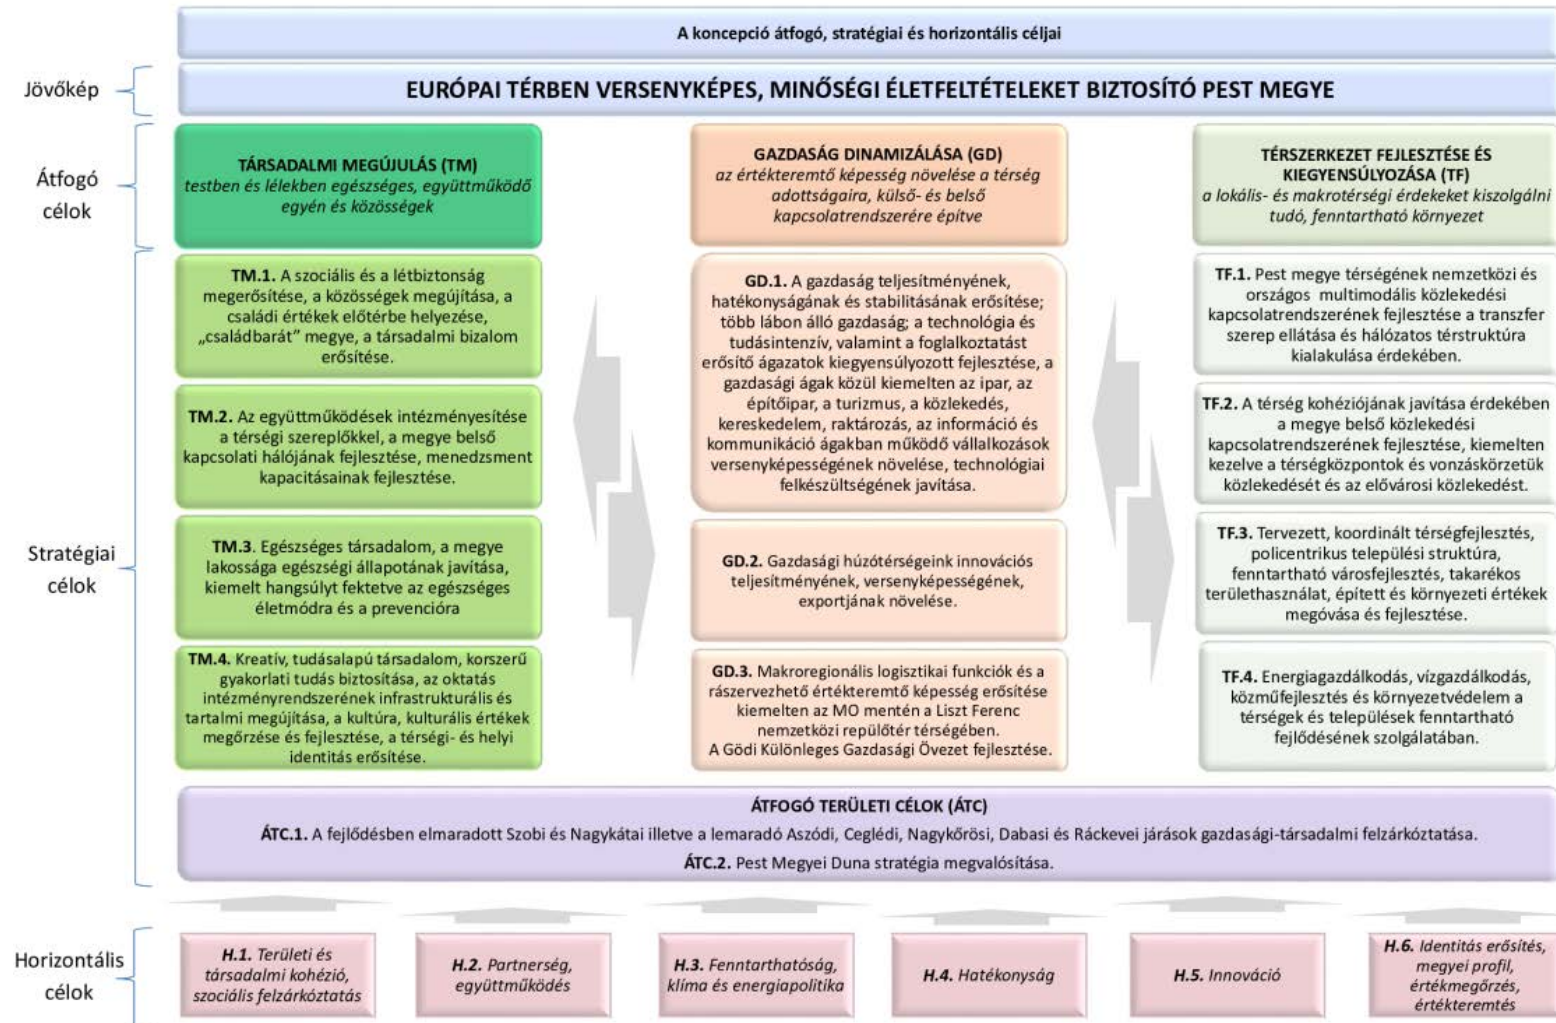 A koncepció átfogó, stratégiai és horizontális céljai
Jövőkép
EURÓPAI TÉRBEN VERSENYKÉPES, MINŐSÉGI ÉLETFELTÉTELEKET BIZTOSÍTÓ PEST MEGYE
Átfogó
célok
TÁRSADALMI MEGÚJULÁS (TM)
testben és lélekben egészséges, együttműködő
egyén és közösségek
GAZDASÁG DINAMIZÁLÁSA (GD)
az értékteremtő képesség növelése a térség
adottságaira, külső- és belső
kapcsolatrendszerére építve
TÉRSZERKEZET FEJLESZTÉSE ÉS
KIEGYENSÚLYOZÁSA (TF)
a lokális- és makrotérségi érdekeket kiszolgálni
tudó, fenntartható környezet
Stratégiai
célok
TM.1. A szociális és a létbiztonság
megerősítése, a közösségek megújítása, a
családi értékek előtérbe helyezése,
„családbarát” megye, a társadalmi bizalom
erősítése.
TM.2. Az együttműködések intézményesítése
a térségi szereplőkkel, a megye belső
kapcsolati hálójának fejlesztése, menedzsment
kapacitásainak fejlesztése.
TM.3. Egészséges társadalom, a megye
lakossága egészségi állapotának javítása,
kiemelt hangsúlyt fektetve az egészséges
életmódra és a prevencióra
TM.4. Kreatív, tudásalapú társadalom, korszerű
gyakorlati tudás biztosítása, az oktatás
intézményrendszerének infrastrukturális és
tartalmi megújítása, a kultúra, kulturális értékek
megőrzése és fejlesztése, a térségi- és helyi
identitás erősítése.
GD.1. A gazdaság teljesítményének,
hatékonyságának és stabilitásának erősítése;
több lábon álló gazdaság; a technológia és
tudásintenzív, valamint a foglalkoztatást
erősítő ágazatok kiegyensúlyozott fejlesztése, a
gazdasági ágak közül kiemelten az ipar, az
építőipar, a turizmus, a közlekedés,
kereskedelem, raktározás, az információ és
kommunikáció ágakban működő vállalkozások
versenyképességének növelése, technológiai
felkészültségének javítása.
GD.2. Gazdasági húzótérségeink innovációs
teljesítményének, versenyképességének,
exportjának növelése.
GD.3. Makroregionális logisztikai funkciók és a
rászervezhető értékteremtő képesség erősítése
kiemelten az MO mentén a Liszt Ferenc
nemzetközi repülőtér térségében.
A Gödi Különleges Gazdasági Övezet fejlesztése.
TF.1. Pest megye térségének nemzetközi és
országos multimodális közlekedési
kapcsolatrendszerének fejlesztése a transzfer
szerep ellátása és hálózatos térstruktúra
kialakulása érdekében.
TF.2. A térség kohéziójának javítása érdekében
a megye belső közlekedési
kapcsolatrendszerének fejlesztése, kiemelten
kezelve a térségközpontok és vonzáskörzetük
közlekedését és az elővárosi közlekedést.
TF.3. Tervezett, koordinált térségfejlesztés,
policentrikus települési struktúra,
fenntartható városfejlesztés, takarékos
területhasználat, épített és környezeti értékek
megóvása és fejlesztése.
TF.4. Energiagazdálkodás, vízgazdálkodás,
közműfejlesztés és környezetvédelem a
térségek és települések fenntartható
fejlődésének szolgálatában.
ÁTFOGÓ TERÜLETI CÉLOK (ÁTC)
ÁTC.1. A fejlődésben elmaradott Szobi és Nagykátai illetve a lemaradó Aszódi, Ceglédi, Nagykőrösi, Dabasi és Ráckevei járások gazdasági-társadalmi felzárkóztatása.
ÁTC.2. Pest Megyei Duna stratégia megvalósítása.
Horizontális
célok
H.1. Területi és
társadalmi kohézió,
szociális felzárkóztatás
H.2. Partnerség,
együttműködés
H.3. Fenntarthatóság,
klíma és energiapolitika
H.4. Hatékonyság
H.5. Innováció
H.6. Identitás erősítés,
megyei profil,
értékmegőrzés,
értékteremtés